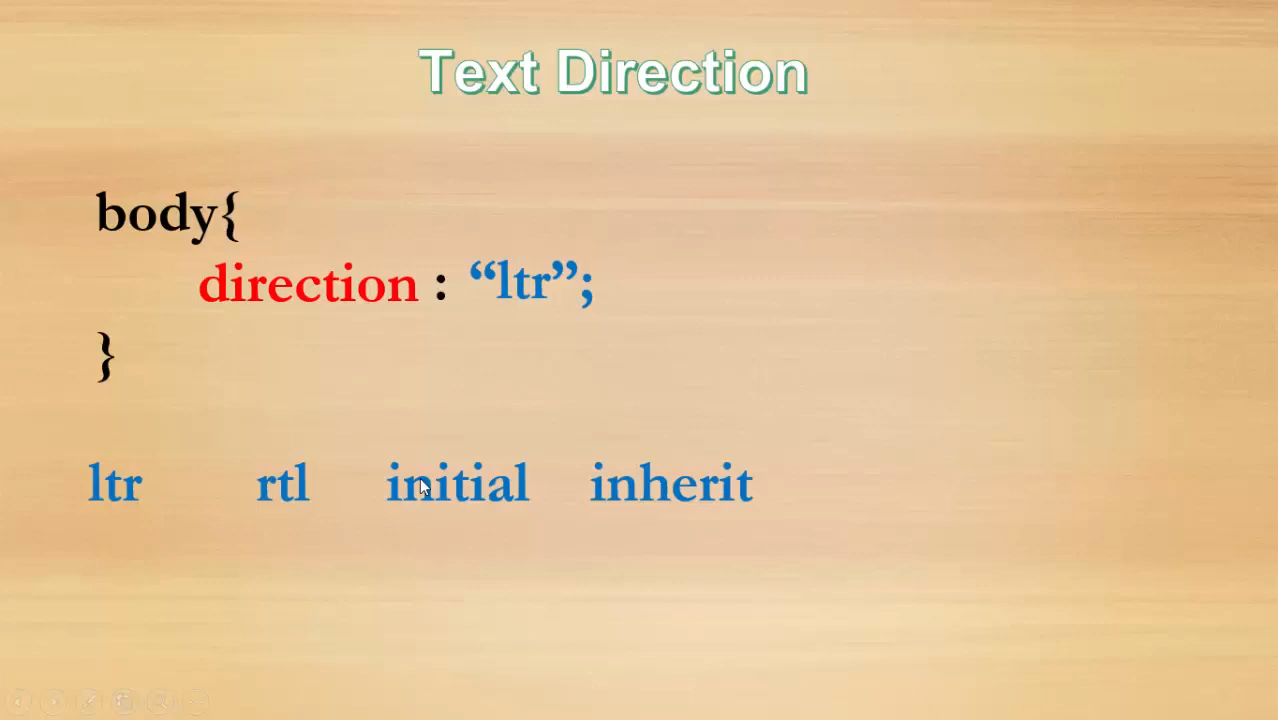 Text Direction
body{
direction : “ltr”;
}
ltr rtl initial inherit